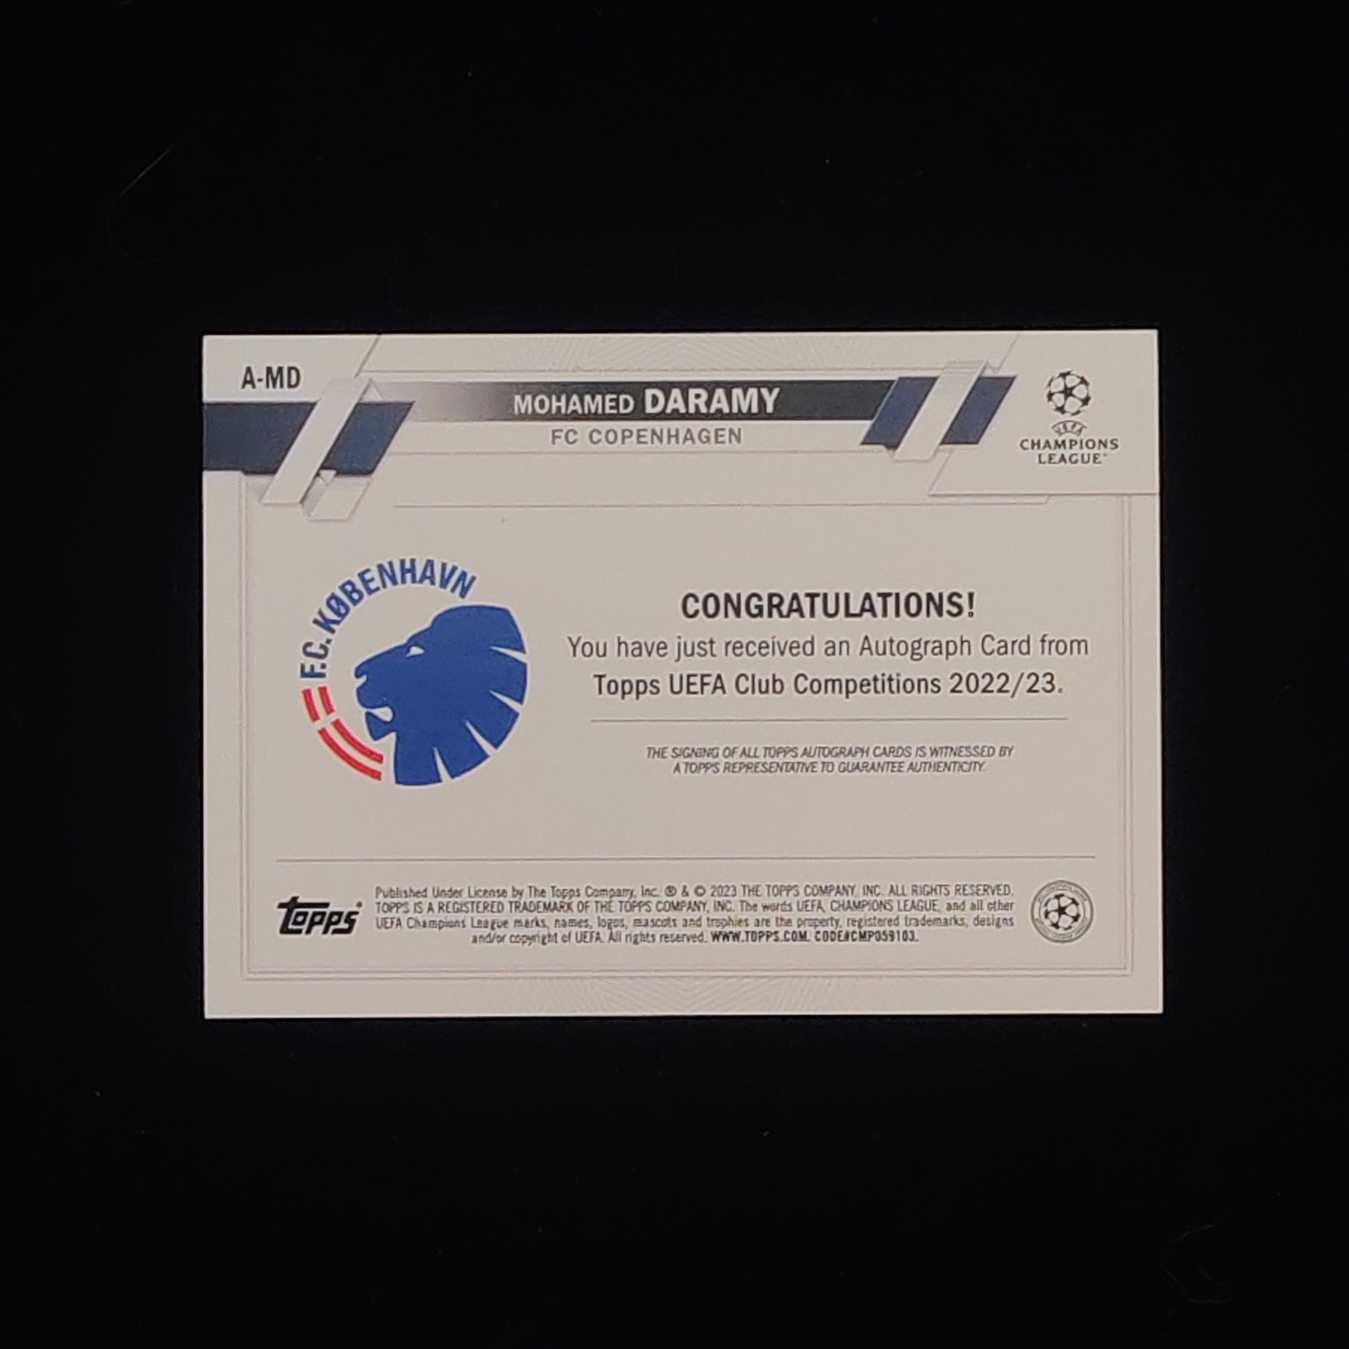 A-MD
MOHAMED DARAMY
FC COPENHAGEN
UEFA
CHAMPIONS
LEAGUE
F.C. KØBENHAVN
CONGRATULATIONS!
You have just received an Autograph Card from
Topps UEFA Club Competitions 2022/23.
THE SIGNING OF ALL TOPPS AUTOGRAPH CARDS IS WITNESSED BY
A TOPPS REPRESENTATIVE TO GUARANTEE AUTHENTICITY.
Topps
Published Under License by The Topps Company, Inc. ® & © 2023 THE TOPPS COMPANY, INC. ALL RIGHTS RESERVED.
TOPPS IS A REGISTERED TRADEMARK OF THE TOPPS COMPANY, INC. The words UEFA, CHAMPIONS LEAGUE, and all other
UEFA Champions League marks, names, logos, mascots and trophies are the property, registered trademarks, designs
and/or copyright of UEFA. All rights reserved. WWW.TOPPS.COM. CODE#CMP059103.